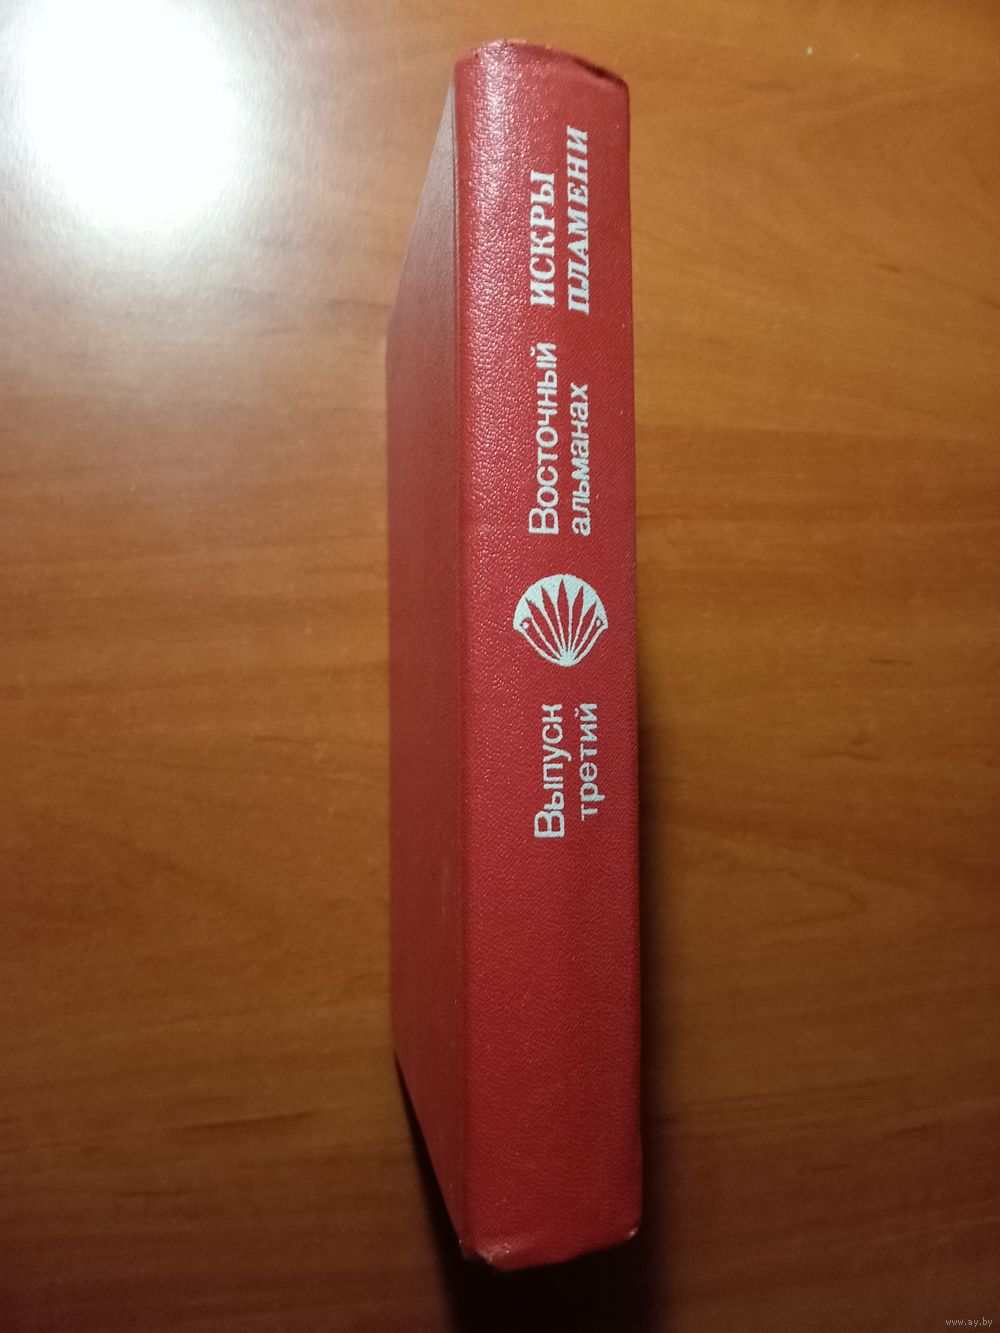 Выпуск
третий
Восточный
альманах
ИСКРЫ
ПЛАМЕНИ
www.ay.by